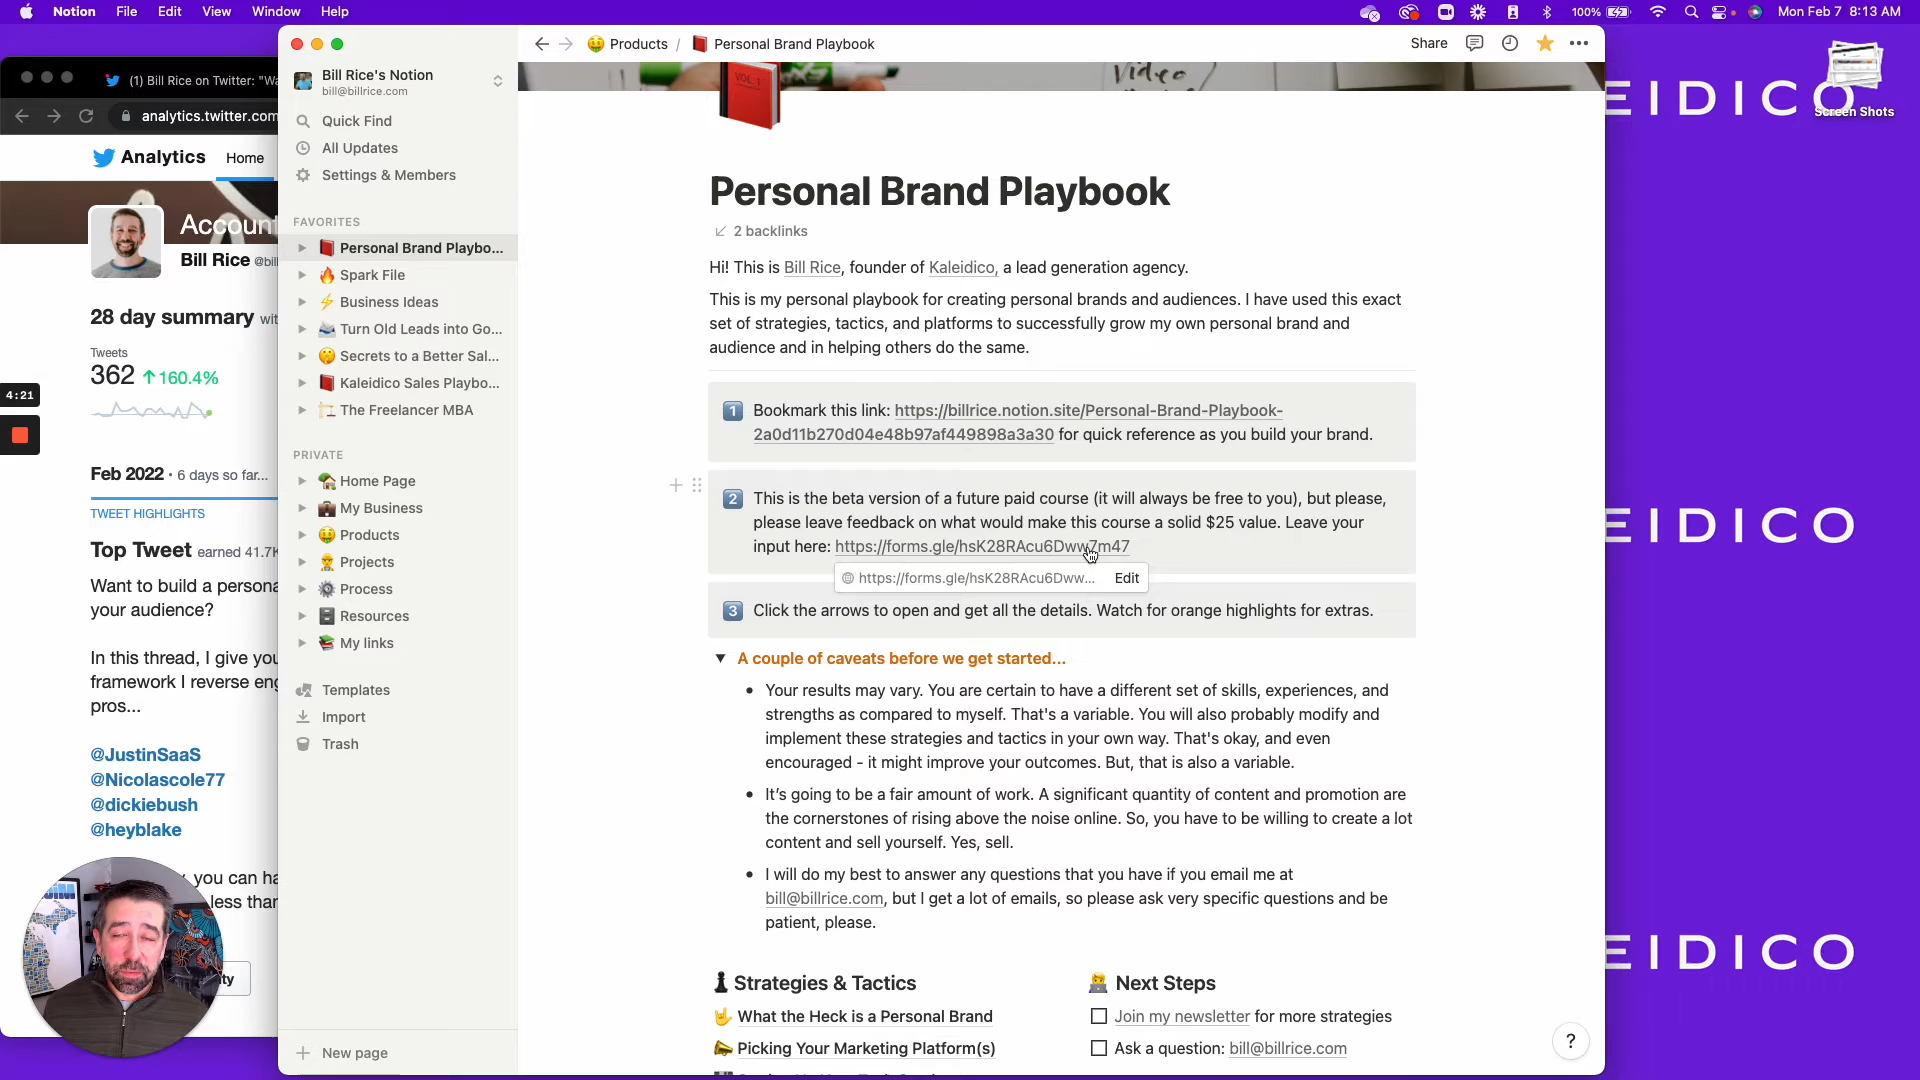 Notion File Edit View Window Help
100% Mon Feb 7 8:13 AM
(1) Bill Rice on Twitter: "Wa
analytics.twitter.com
Analytics Home
Account
Bill Rice @bil
28 day summary wit
Tweets
362 160.4%
4:21
Feb 2022 • 6 days so far...
TWEET HIGHLIGHTS
Top Tweet earned 41.7K
Want to build a persona
your audience?
In this thread, I give you
framework I reverse eng
pros...
@JustinSaaS
@Nicolascole77
@dickiebush
@heyblake
, you can ha
less than
ty
Bill Rice's Notion
bill@billrice.com
Quick Find
All Updates
Settings & Members
FAVORITES
Personal Brand Playbo...
Spark File
Business Ideas
Turn Old Leads into Go...
Secrets to a Better Sal...
Kaleidico Sales Playbo...
The Freelancer MBA
PRIVATE
Home Page
My Business
Products
Projects
Process
Resources
My links
Templates
Import
Trash
New page
Products / Personal Brand Playbook
Share
VOL. 1
Video
Personal Brand Playbook
2 backlinks
Hi! This is Bill Rice, founder of Kaleidico, a lead generation agency.
This is my personal playbook for creating personal brands and audiences. I have used this exact
set of strategies, tactics, and platforms to successfully grow my own personal brand and
audience and in helping others do the same.
1 Bookmark this link: https://billrice.notion.site/Personal-Brand-Playbook-
2a0d11b270d04e48b97af449898a3a30 for quick reference as you build your brand.
2 This is the beta version of a future paid course (it will always be free to you), but please,
please leave feedback on what would make this course a solid $25 value. Leave your
input here: https://forms.gle/hsK28RAcu6Dww7m47
https://forms.gle/hsK28RAcu6Dww... Edit
3 Click the arrows to open and get all the details. Watch for orange highlights for extras.
A couple of caveats before we get started...
• Your results may vary. You are certain to have a different set of skills, experiences, and
strengths as compared to myself. That's a variable. You will also probably modify and
implement these strategies and tactics in your own way. That's okay, and even
encouraged - it might improve your outcomes. But, that is also a variable.
• It's going to be a fair amount of work. A significant quantity of content and promotion are
the cornerstones of rising above the noise online. So, you have to be willing to create a lot
content and sell yourself. Yes, sell.
• I will do my best to answer any questions that you have if you email me at
bill@billrice.com, but I get a lot of emails, so please ask very specific questions and be
patient, please.
Strategies & Tactics
What the Heck is a Personal Brand
Picking Your Marketing Platform(s)
Next Steps
Join my newsletter for more strategies
Ask a question: bill@billrice.com
?
EIDICO
Screen Shots
EIDICO
EIDICO